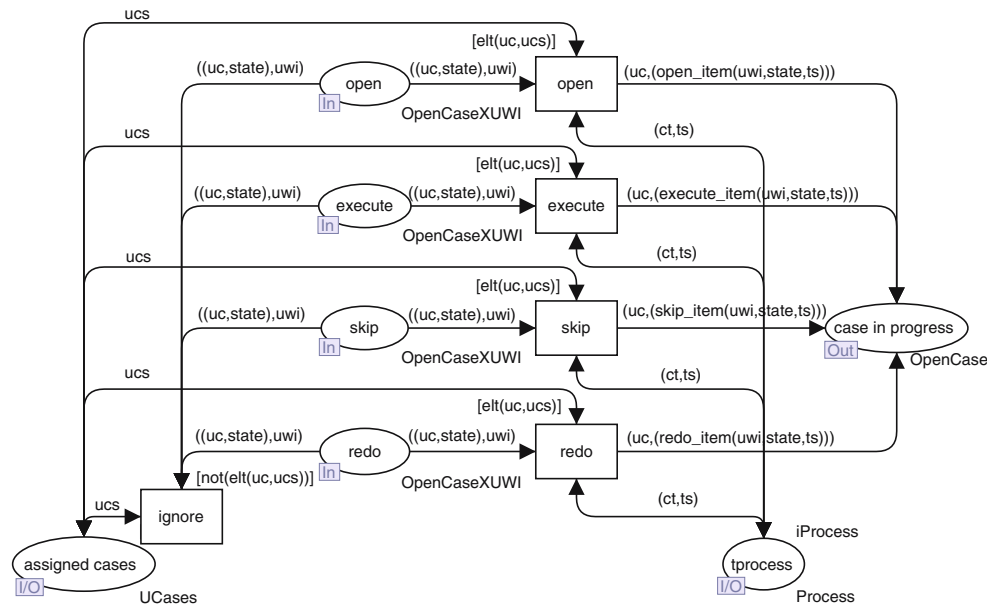 ucs
[elt(uc,ucs)]
((uc,state),uwi)
open
In
((uc,state),uwi)
OpenCaseXUWI
open
(uc,(open_item(uwi,state,ts)))
(ct,ts)
ucs
[elt(uc,ucs)]
((uc,state),uwi)
execute
In
((uc,state),uwi)
OpenCaseXUWI
execute
(uc,(execute_item(uwi,state,ts)))
(ct,ts)
ucs
[elt(uc,ucs)]
((uc,state),uwi)
skip
In
((uc,state),uwi)
OpenCaseXUWI
skip
(uc,(skip_item(uwi,state,ts)))
case in progress
Out
OpenCase
(ct,ts)
ucs
[elt(uc,ucs)]
((uc,state),uwi)
redo
In
((uc,state),uwi)
OpenCaseXUWI
redo
(uc,(redo_item(uwi,state,ts)))
(ct,ts)
[not(elt(uc,ucs))]
ucs
ignore
assigned cases
I/O
UCases
iProcess
tprocess
I/O
Process